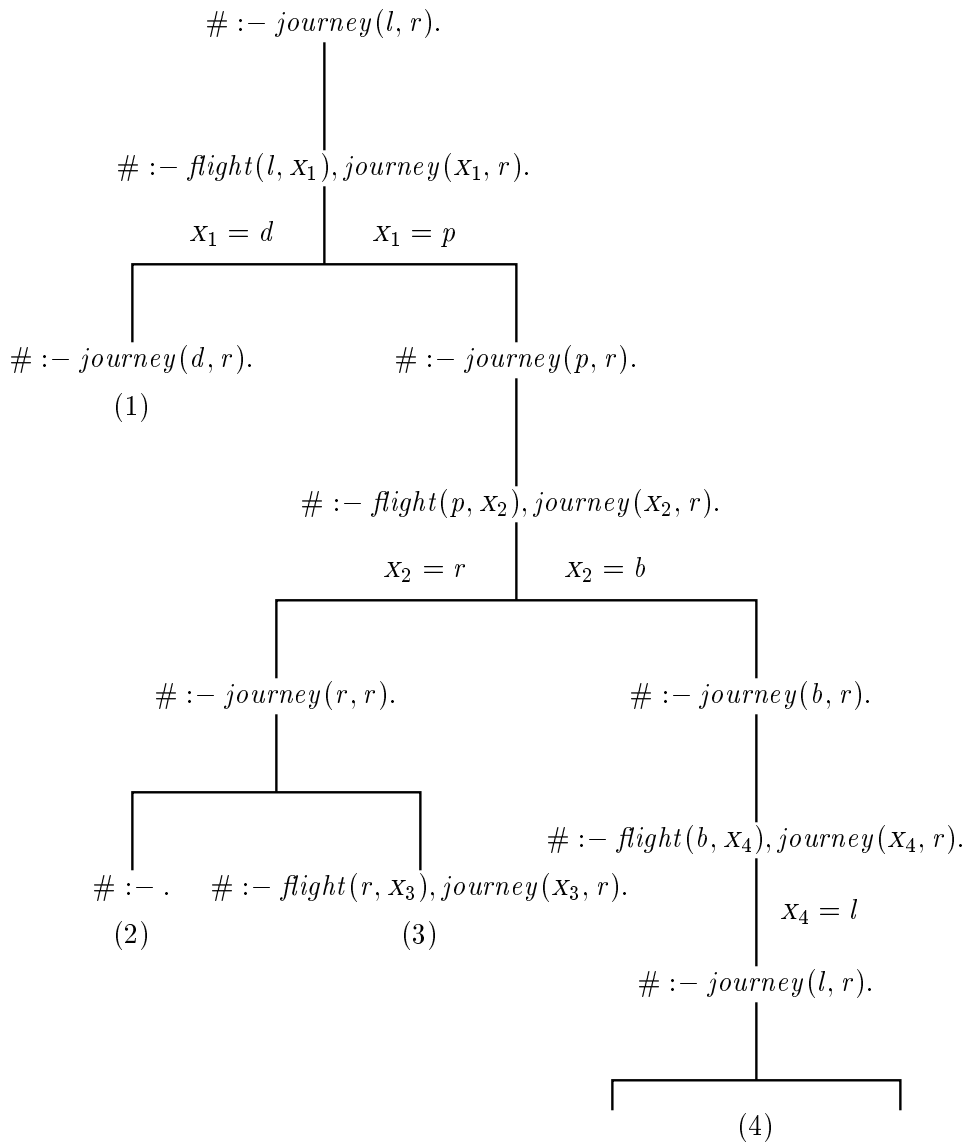 # :− journey(l, r).
# :− flight(l, x₁), journey(x₁, r).
x₁ = d x₁ = p
# :− journey(d, r). # :− journey(p, r).
(1)
# :− flight(p, x₂), journey(x₂, r).
x₂ = r x₂ = b
# :− journey(r, r). # :− journey(b, r).
# :− flight(b, x₄), journey(x₄, r).
# :− . # :− flight(r, x₃), journey(x₃, r).
x₄ = l
(2) (3)
# :− journey(l, r).
(4)